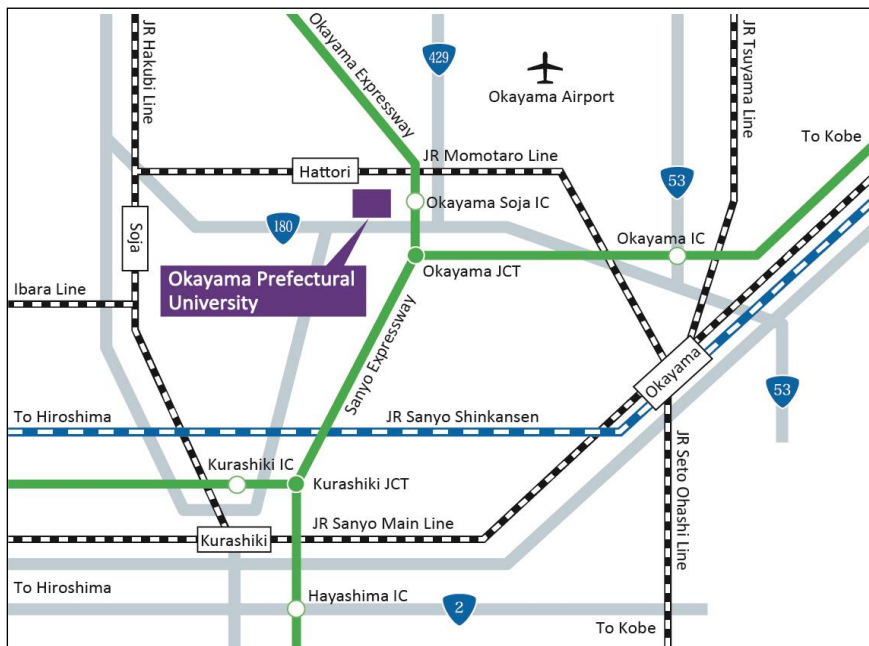 JR Hakubi Line
Okayama Expressway
429
Okayama Airport
JR Tsuyama Line
To Kobe
JR Momotaro Line
Hattori
53
Okayama Soja IC
Soja
180
Okayama IC
Okayama JCT
Okayama Prefectural
University
Ibara Line
Sanyo Expressway
Okayama
53
To Hiroshima
JR Sanyo Shinkansen
Kurashiki IC
Kurashiki JCT
JR Seto Ohashi Line
JR Sanyo Main Line
Kurashiki
To Hiroshima
Hayashima IC
2
To Kobe